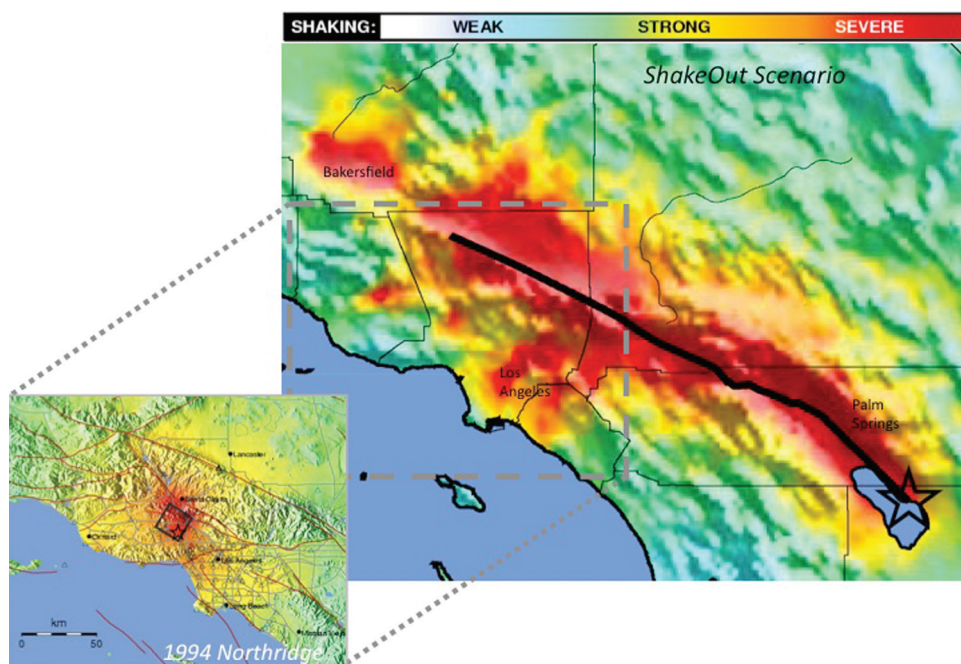 SHAKING: WEAK STRONG SEVERE
ShakeOut Scenario
Bakersfield
Los
Angeles
Palm
Springs
Lancaster
Oxnard
Los Angeles
Long Beach
km
0 50
1994 Northridge